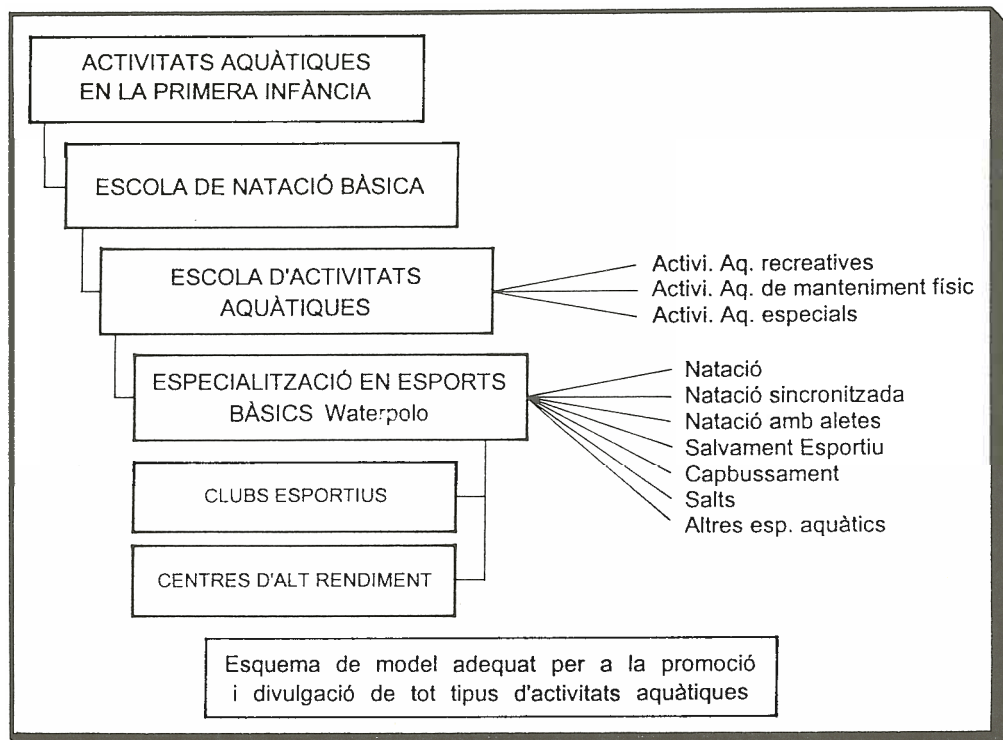 ACTIVITATS AQUÀTIQUES
EN LA PRIMERA INFÀNCIA
ESCOLA DE NATACIÓ BÀSICA
ESCOLA D'ACTIVITATS
AQUÀTIQUES
Activi. Aq. recreatives
Activi. Aq. de manteniment físic
Activi. Aq. especials
ESPECIALITZACIÓ EN ESPORTS
BÀSICS Waterpolo
Natació
Natació sincronitzada
Natació amb aletes
Salvament Esportiu
Capbussament
Salts
Altres esp. aquàtics
CLUBS ESPORTIUS
CENTRES D'ALT RENDIMENT
Esquema de model adequat per a la promoció
i divulgació de tot tipus d'activitats aquàtiques